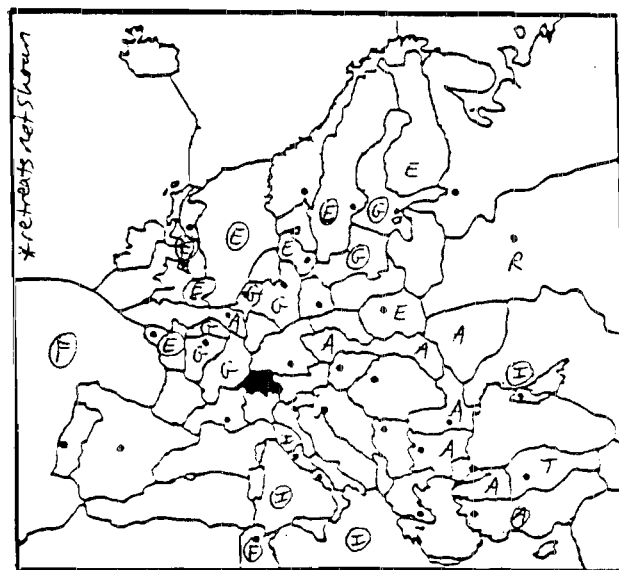 *retreats not shown
E
E G
E E E G R
E G G E
F G A A
E G A A
G I
A
I A
T
I A A
F I